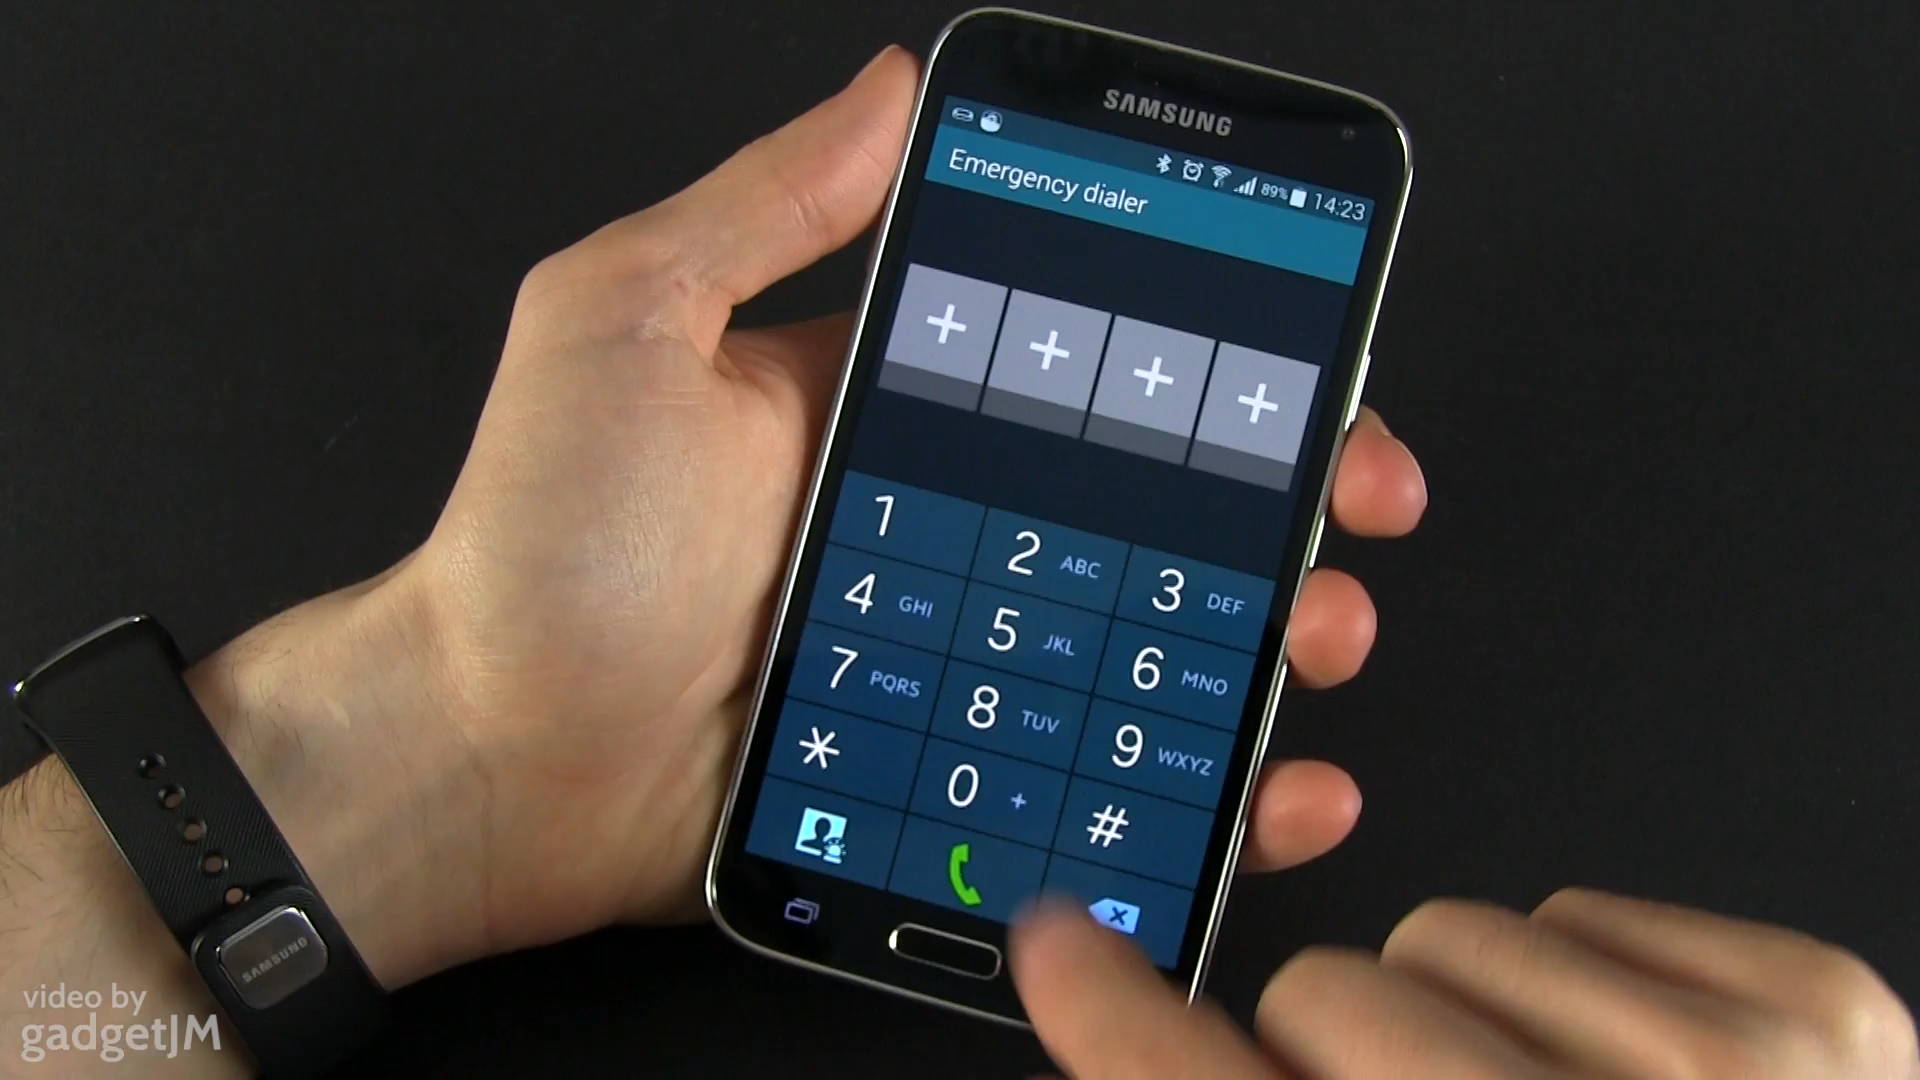 SAMSUNG
89% 14:23
Emergency dialer
+ + + +
1
2 ABC
3 DEF
4 GHI
5 JKL
6 MNO
7 PQRS
8 TUV
9 WXYZ
*
0 +
#
SAMSUNG
video by
gadgetJM